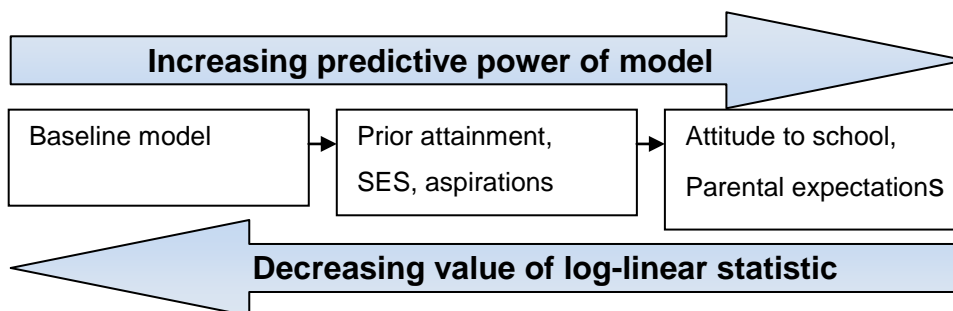 Increasing predictive power of model
Baseline model
Prior attainment,
SES, aspirations
Attitude to school,
Parental expectations
Decreasing value of log-linear statistic